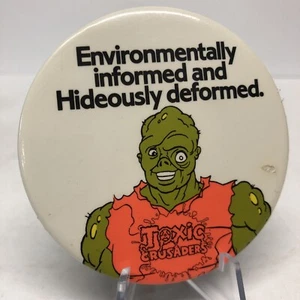 Environmentally
informed and
Hideously deformed.
Toxic
CRUSADERS